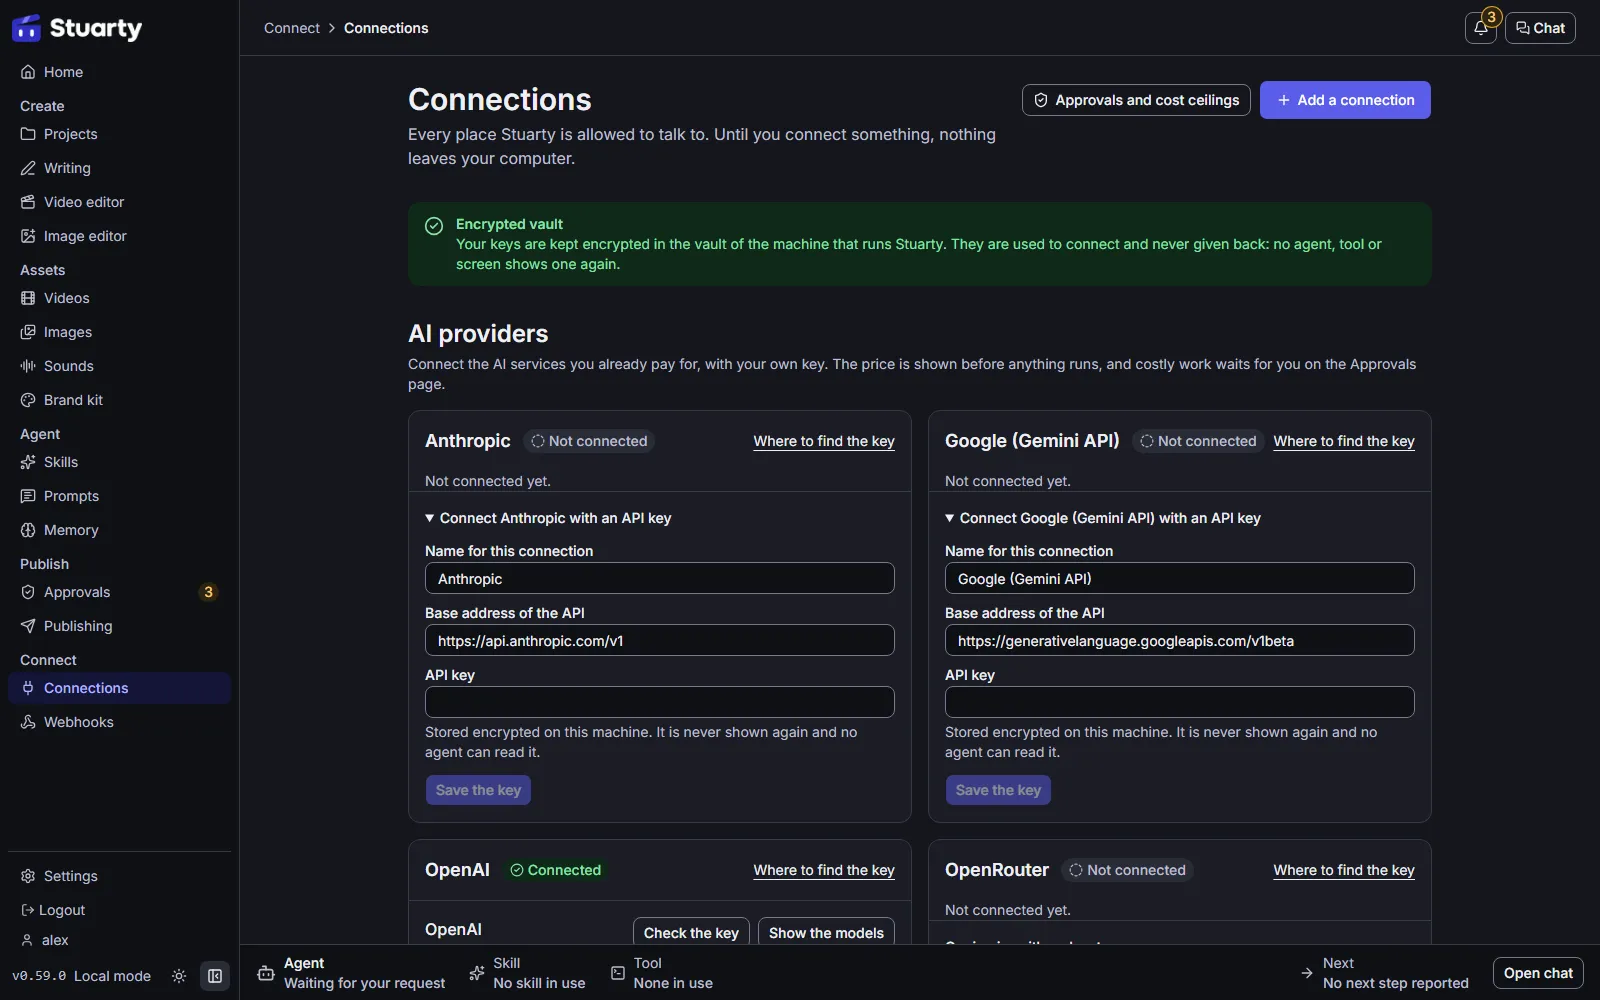 Stuarty
Home
Create
Projects
Writing
Video editor
Image editor
Assets
Videos
Images
Sounds
Brand kit
Agent
Skills
Prompts
Memory
Publish
Approvals 3
Publishing
Connect
Connections
Webhooks
Settings
Logout
alex
v0.59.0 Local mode
Connect > Connections
3
Chat
Connections
Every place Stuarty is allowed to talk to. Until you connect something, nothing
leaves your computer.
Approvals and cost ceilings
+ Add a connection
Encrypted vault
Your keys are kept encrypted in the vault of the machine that runs Stuarty. They are used to connect and never given back: no agent, tool or
screen shows one again.
AI providers
Connect the AI services you already pay for, with your own key. The price is shown before anything runs, and costly work waits for you on the Approvals
page.
Anthropic Not connected Where to find the key
Not connected yet.
Connect Anthropic with an API key
Name for this connection
Anthropic
Base address of the API
https://api.anthropic.com/v1
API key
Stored encrypted on this machine. It is never shown again and no
agent can read it.
Save the key
Google (Gemini API) Not connected Where to find the key
Not connected yet.
Connect Google (Gemini API) with an API key
Name for this connection
Google (Gemini API)
Base address of the API
https://generativelanguage.googleapis.com/v1beta
API key
Stored encrypted on this machine. It is never shown again and no
agent can read it.
Save the key
OpenAI Connected Where to find the key
OpenAI
Check the key
Show the models
OpenRouter Not connected Where to find the key
Not connected yet.
Agent
Waiting for your request
Skill
No skill in use
Tool
None in use
Next
No next step reported
Open chat